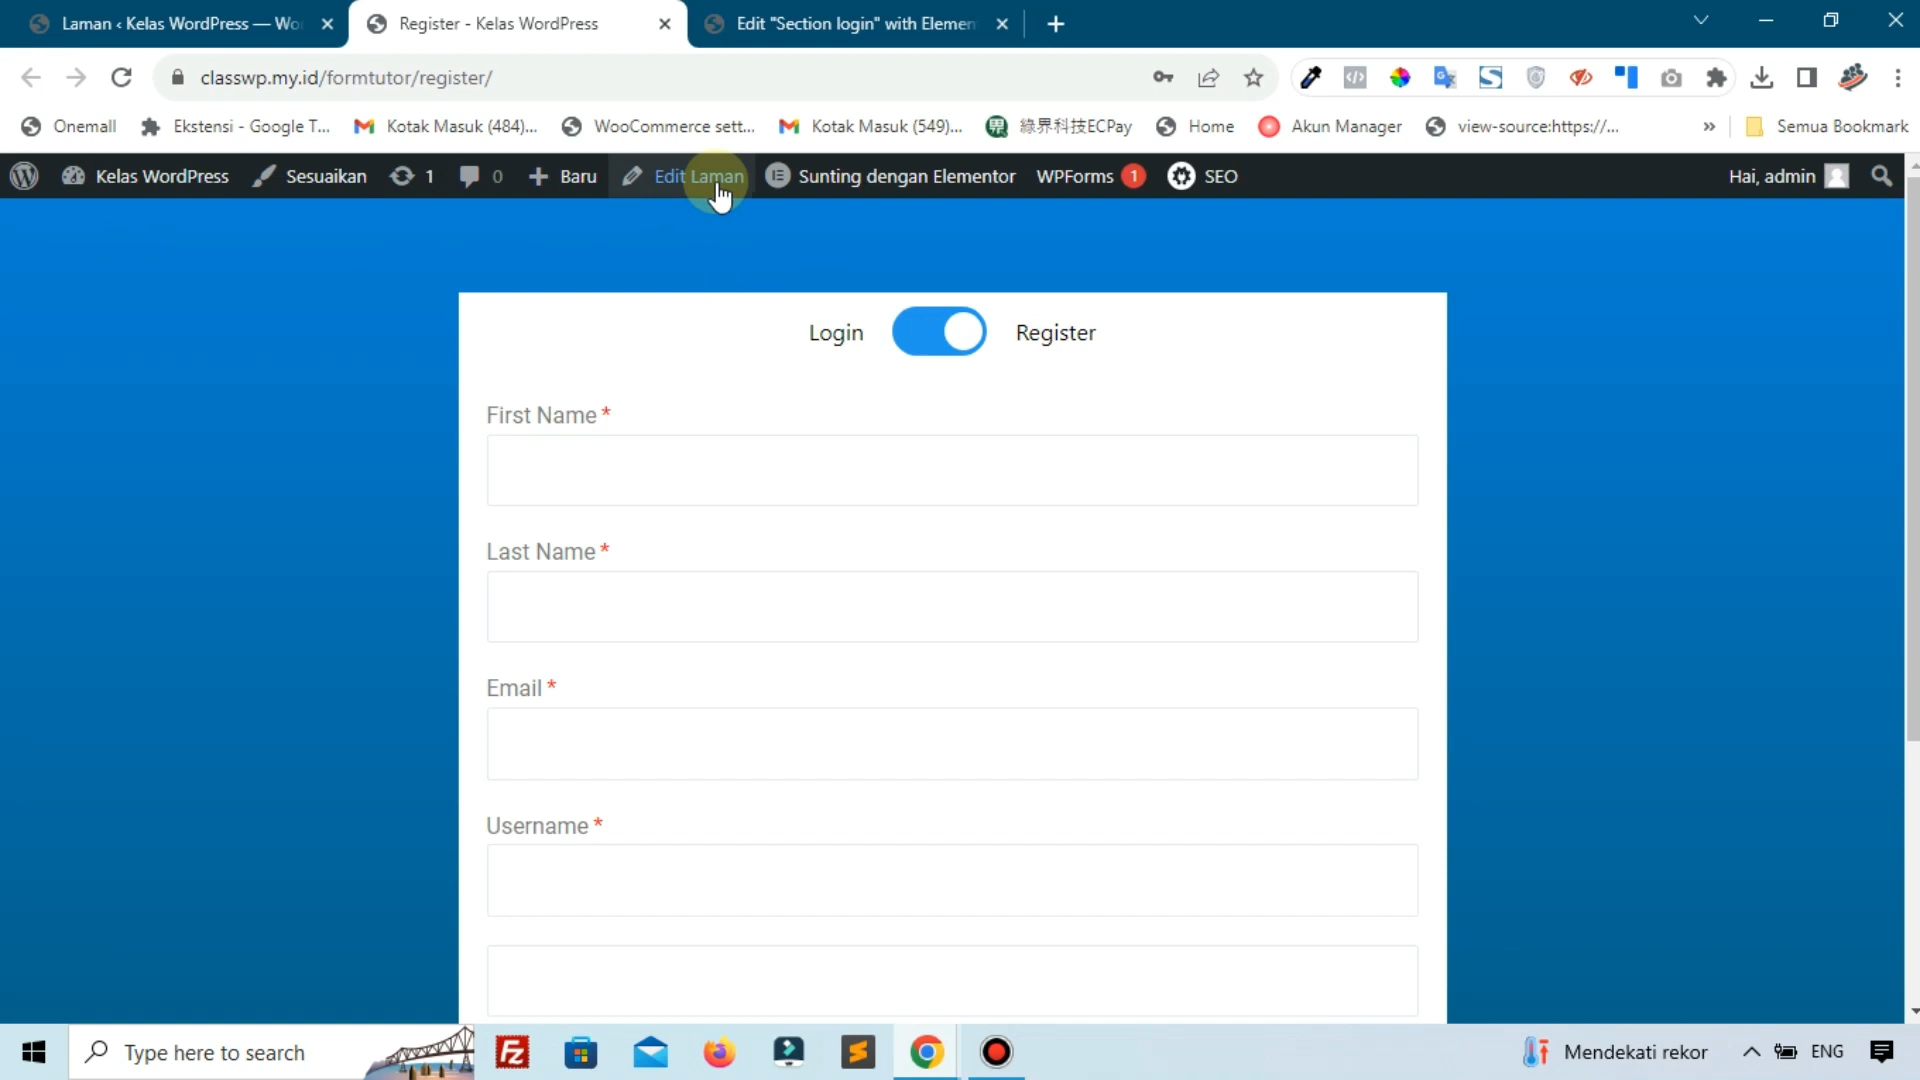 Laman ‹ Kelas WordPress — Wo
Register - Kelas WordPress
Edit "Section login" with Elemen
classwp.my.id/formtutor/register/
Onemall
Ekstensi - Google T...
Kotak Masuk (484)...
WooCommerce sett...
Kotak Masuk (549)...
綠界科技ECPay
Home
Akun Manager
view-source:https://...
»
Semua Bookmark
Kelas WordPress
Sesuaikan
1
0
Baru
Edit Laman
Sunting dengan Elementor
WPForms 1
SEO
Hai, admin
Login
Register
First Name *
Last Name *
Email *
Username *
Type here to search
Mendekati rekor
ENG